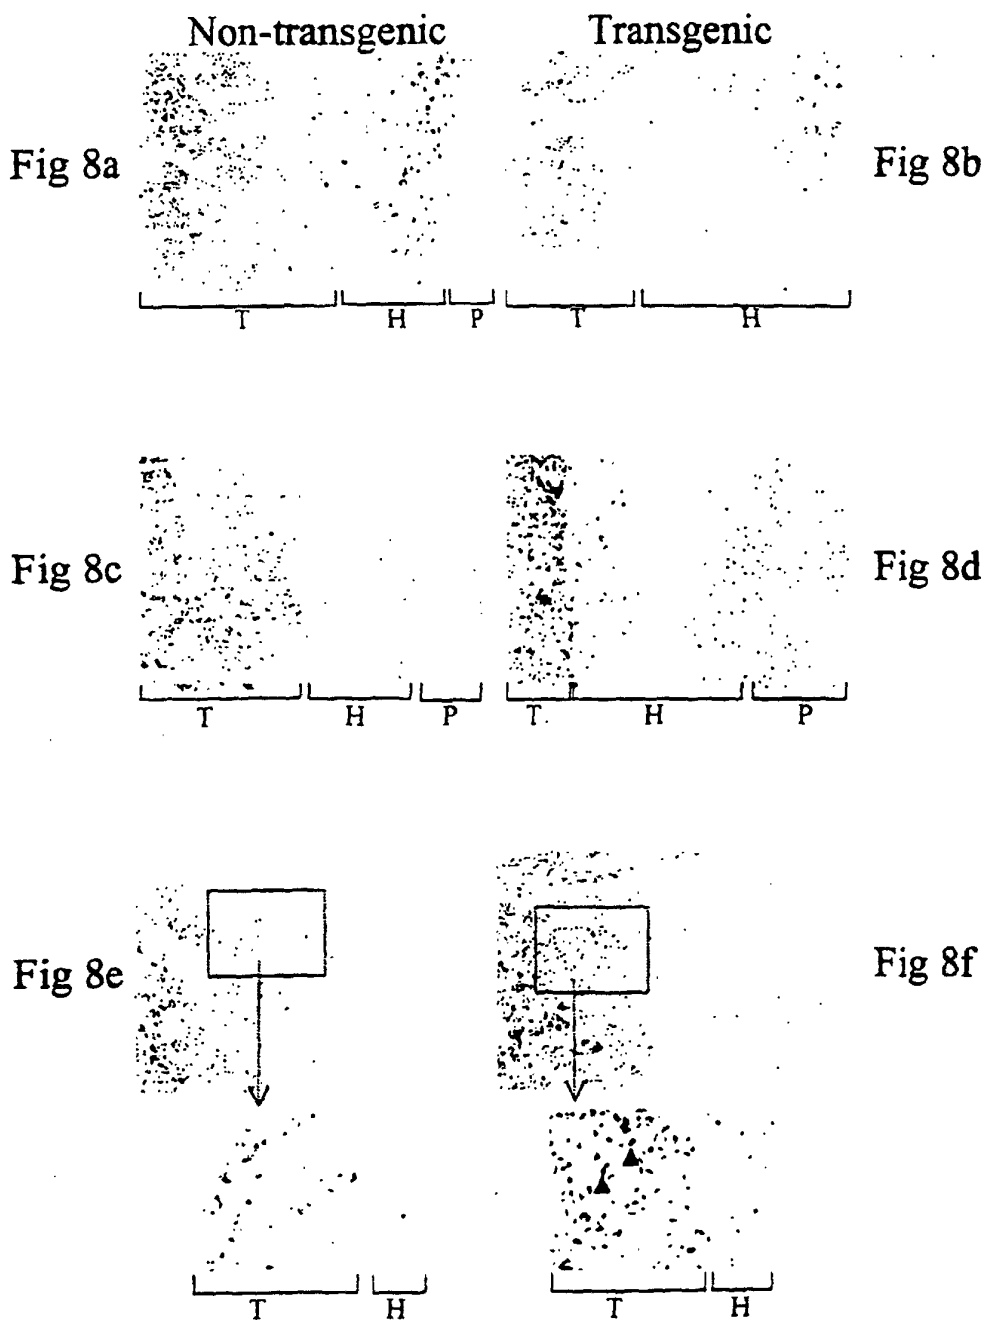 Non-transgenic Transgenic
Fig 8a Fig 8b
T H P T H
Fig 8c Fig 8d
T H P T H P
Fig 8e Fig 8f
T H T H